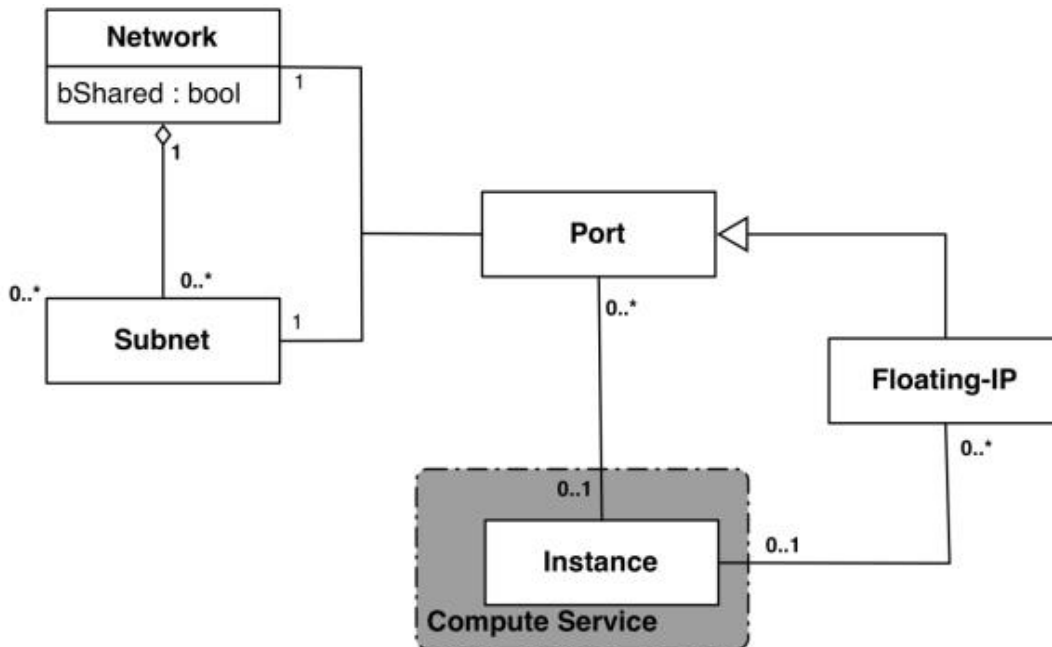 Network
bShared : bool
1
1
0..*
0..*
Subnet
1
Port
0..*
Floating-IP
0..*
0..1
Instance
0..1
Compute Service